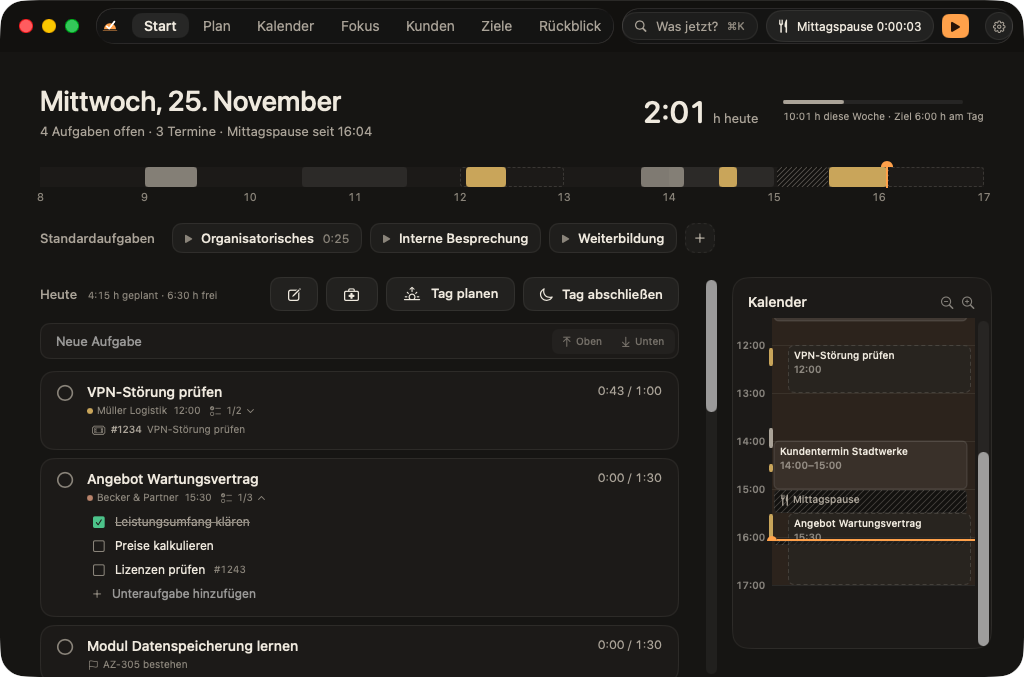 Start Plan Kalender Fokus Kunden Ziele Rückblick Was jetzt? ⌘K Mittagspause 0:00:03
Mittwoch, 25. November
4 Aufgaben offen · 3 Termine · Mittagspause seit 16:04
2:01 h heute
10:01 h diese Woche · Ziel 6:00 h am Tag
8 9 10 11 12 13 14 15 16 17
Standardaufgaben Organisatorisches 0:25 Interne Besprechung Weiterbildung +
Heute 4:15 h geplant · 6:30 h frei Tag planen Tag abschließen
Neue Aufgabe Oben Unten
VPN-Störung prüfen 0:43 / 1:00
Müller Logistik 12:00 1/2
#1234 VPN-Störung prüfen
Angebot Wartungsvertrag 0:00 / 1:30
Becker & Partner 15:30 1/3
Leistungsumfang klären
Preise kalkulieren
Lizenzen prüfen #1243
+ Unteraufgabe hinzufügen
Modul Datenspeicherung lernen 0:00 / 1:30
AZ-305 bestehen
Kalender
12:00
VPN-Störung prüfen
12:00
13:00
14:00
Kundentermin Stadtwerke
14:00–15:00
15:00
Mittagspause
Angebot Wartungsvertrag
15:30
16:00
17:00